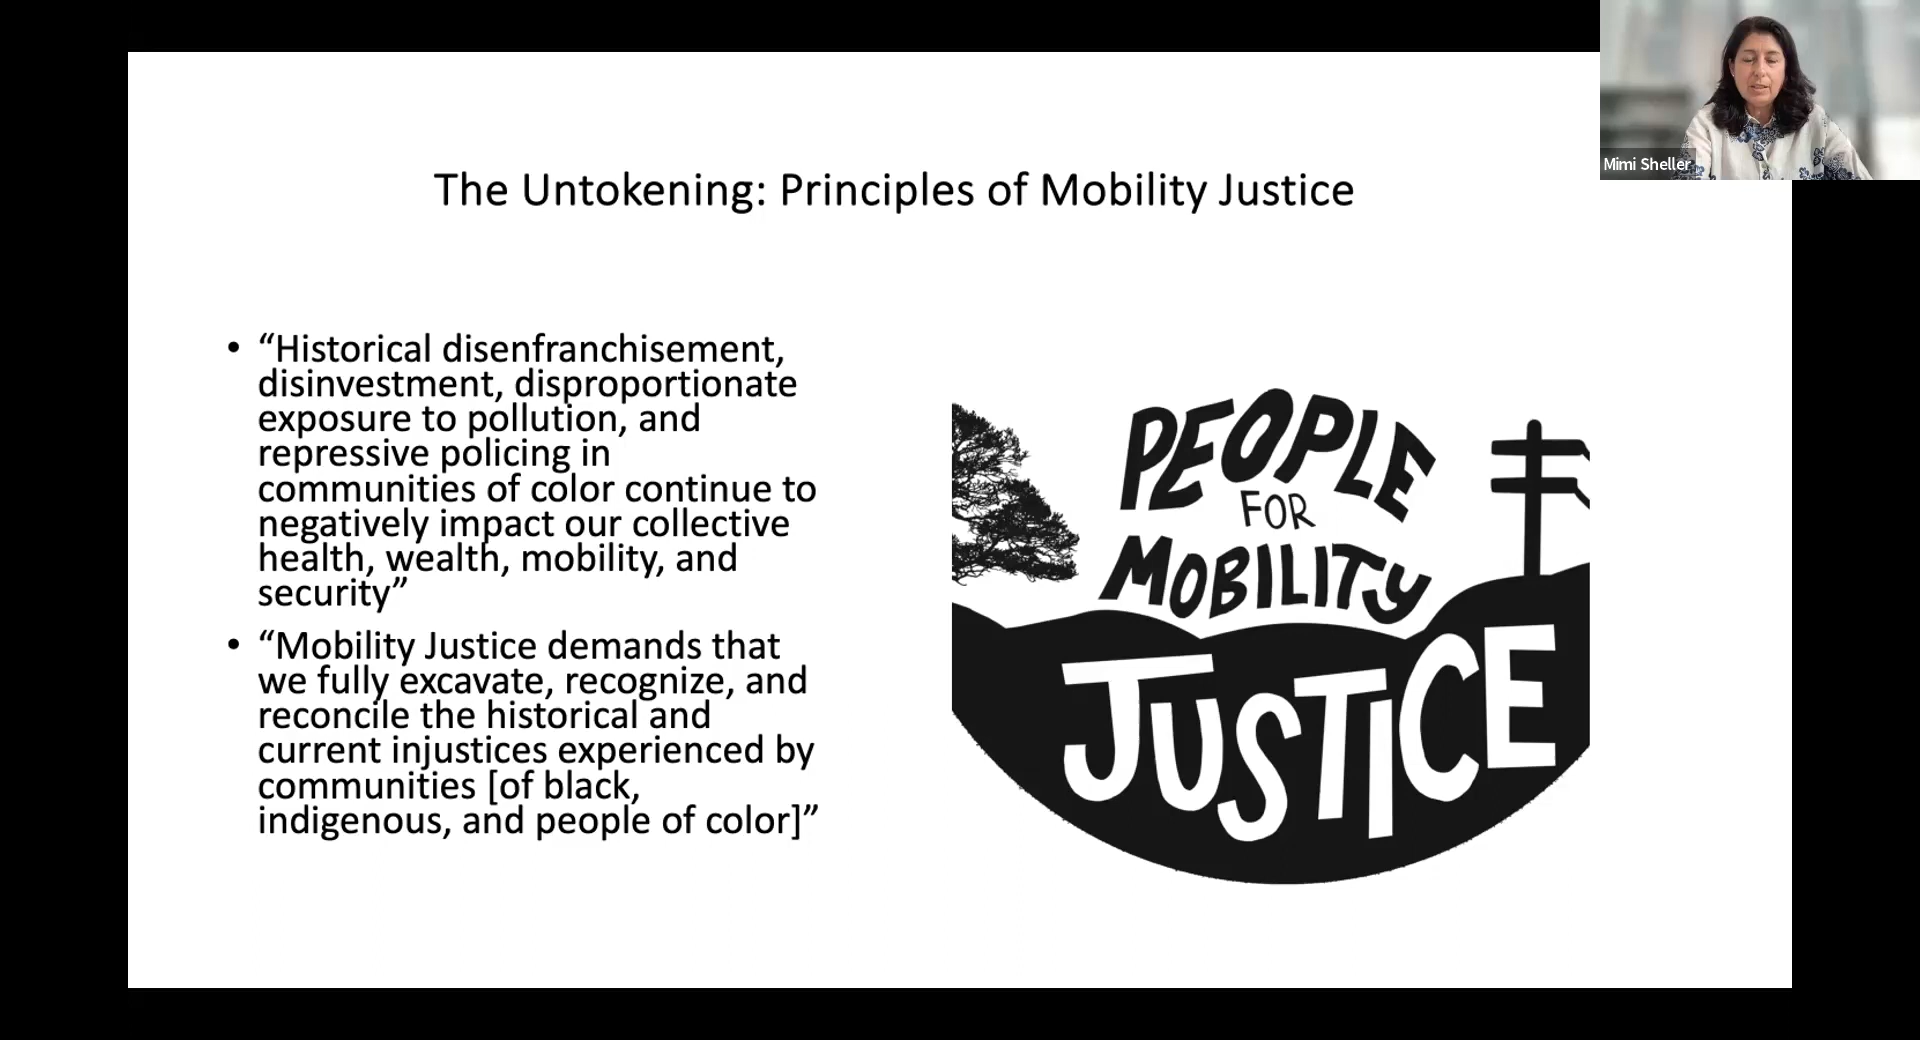 The Untokening: Principles of Mobility Justice
• “Historical disenfranchisement,
disinvestment, disproportionate
exposure to pollution, and
repressive policing in
communities of color continue to
negatively impact our collective
health, wealth, mobility, and
security”
• “Mobility Justice demands that
we fully excavate, recognize, and
reconcile the historical and
current injustices experienced by
communities [of black,
indigenous, and people of color]”
PEOPLE
FOR
MOBILITY
JUSTICE
Mimi Sheller